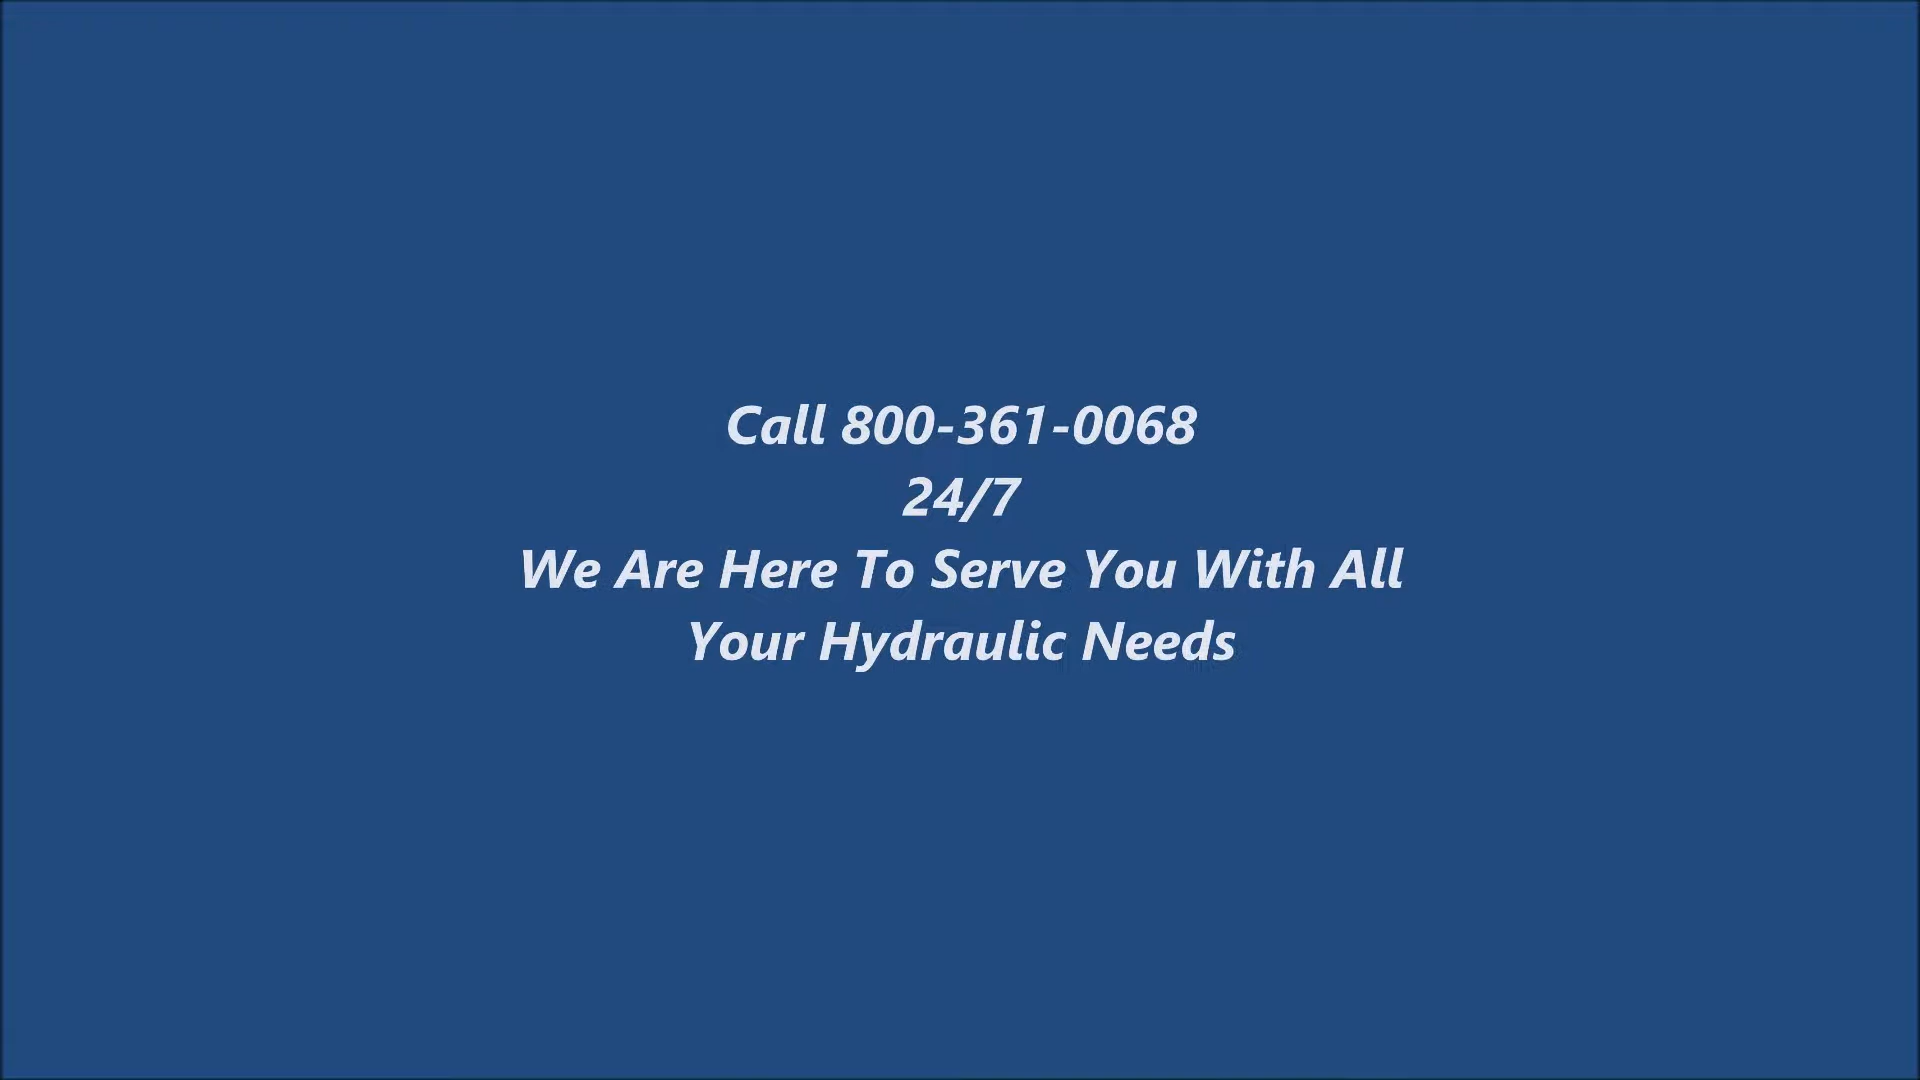 Call 800-361-0068
24/7
We Are Here To Serve You With All
Your Hydraulic Needs